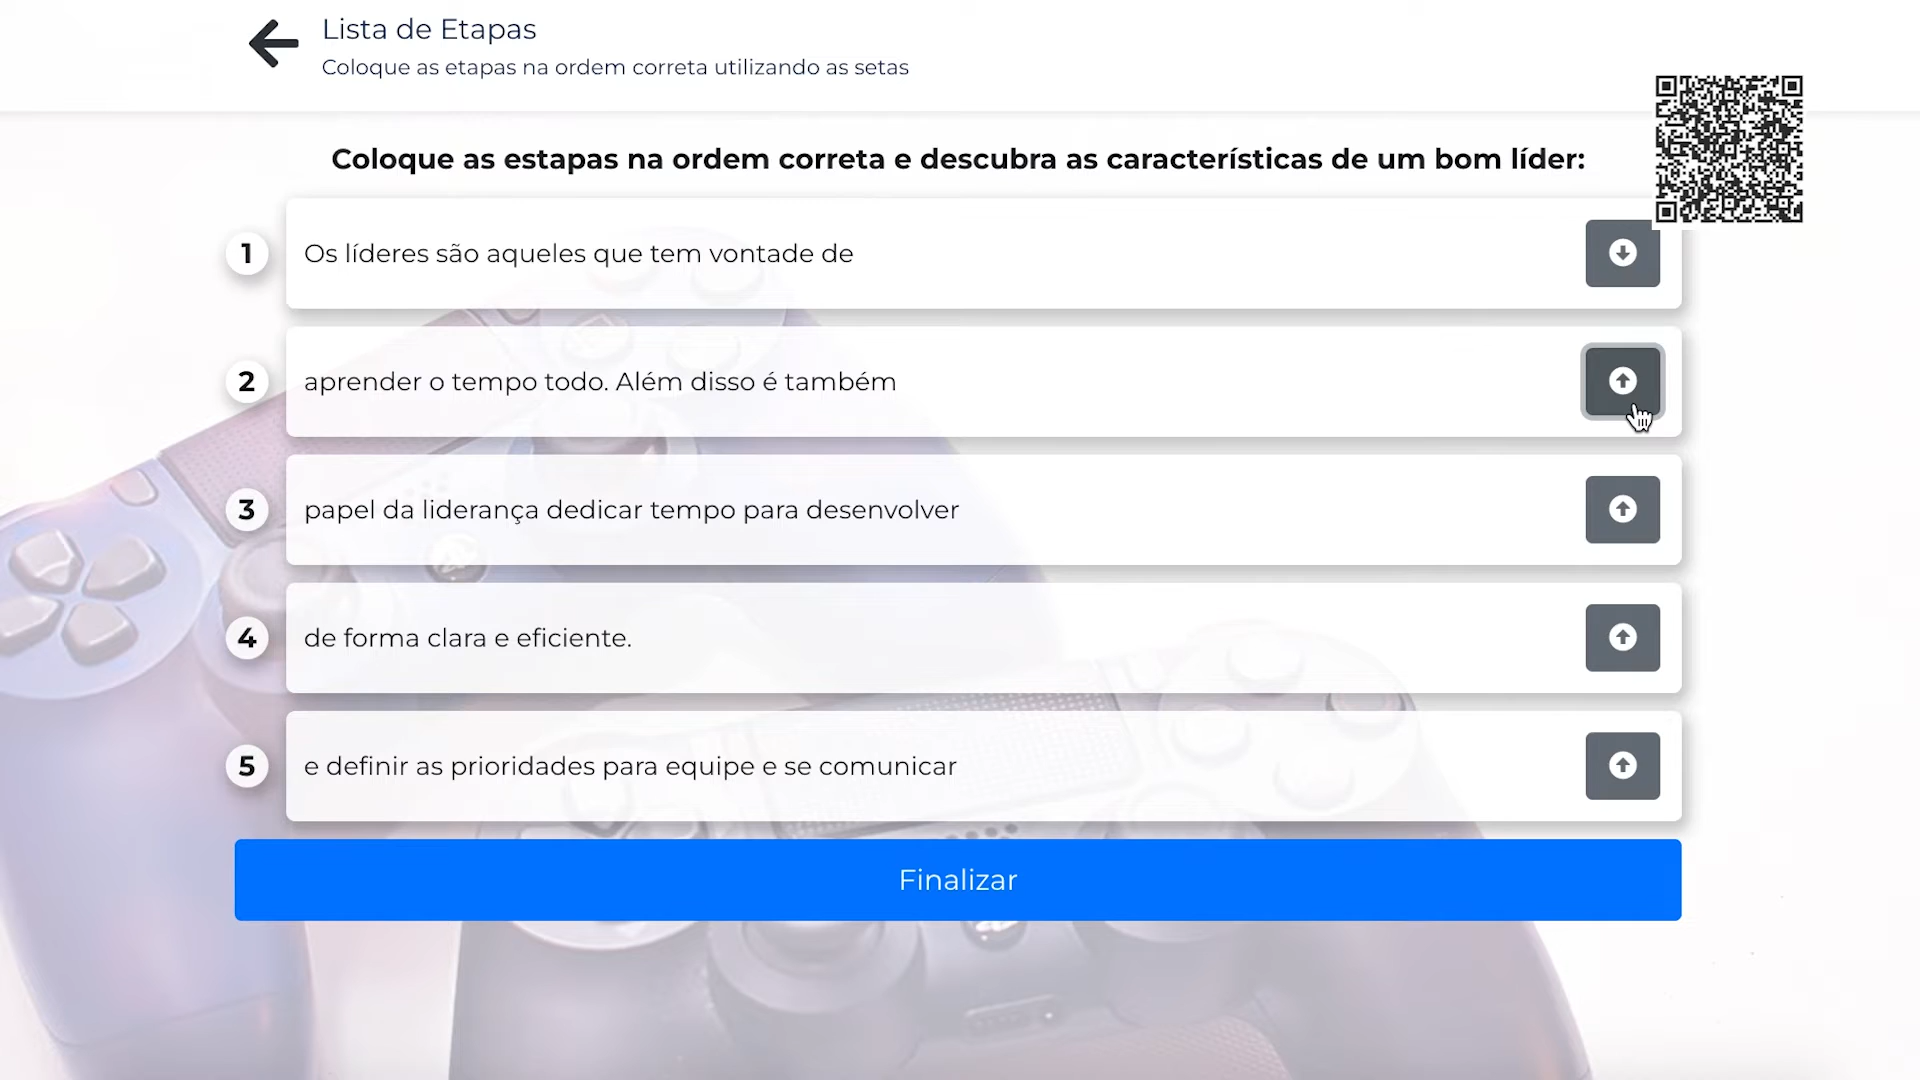 Lista de Etapas
Coloque as etapas na ordem correta utilizando as setas
Coloque as estapas na ordem correta e descubra as características de um bom líder:
1 Os líderes são aqueles que tem vontade de
2 aprender o tempo todo. Além disso é também
3 papel da liderança dedicar tempo para desenvolver
4 de forma clara e eficiente.
5 e definir as prioridades para equipe e se comunicar
Finalizar